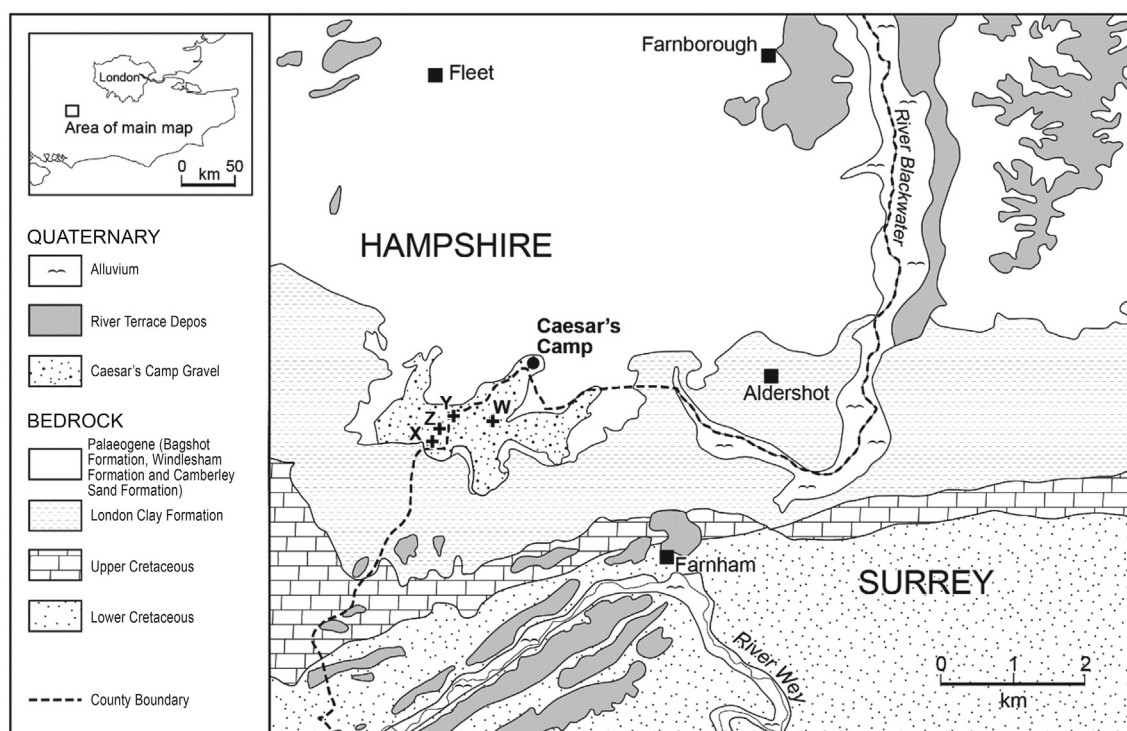 London
Area of main map
0 50
km
QUATERNARY
Alluvium
River Terrace Depos
Caesar's Camp Gravel
BEDROCK
Palaeogene (Bagshot
Formation, Windlesham
Formation and Camberley
Sand Formation)
London Clay Formation
Upper Cretaceous
Lower Cretaceous
County Boundary
Fleet
Farnborough
River Blackwater
HAMPSHIRE
Caesar's
Camp
Y
W
Z
X
Aldershot
Farnham
SURREY
River Wey
0 1 2
km